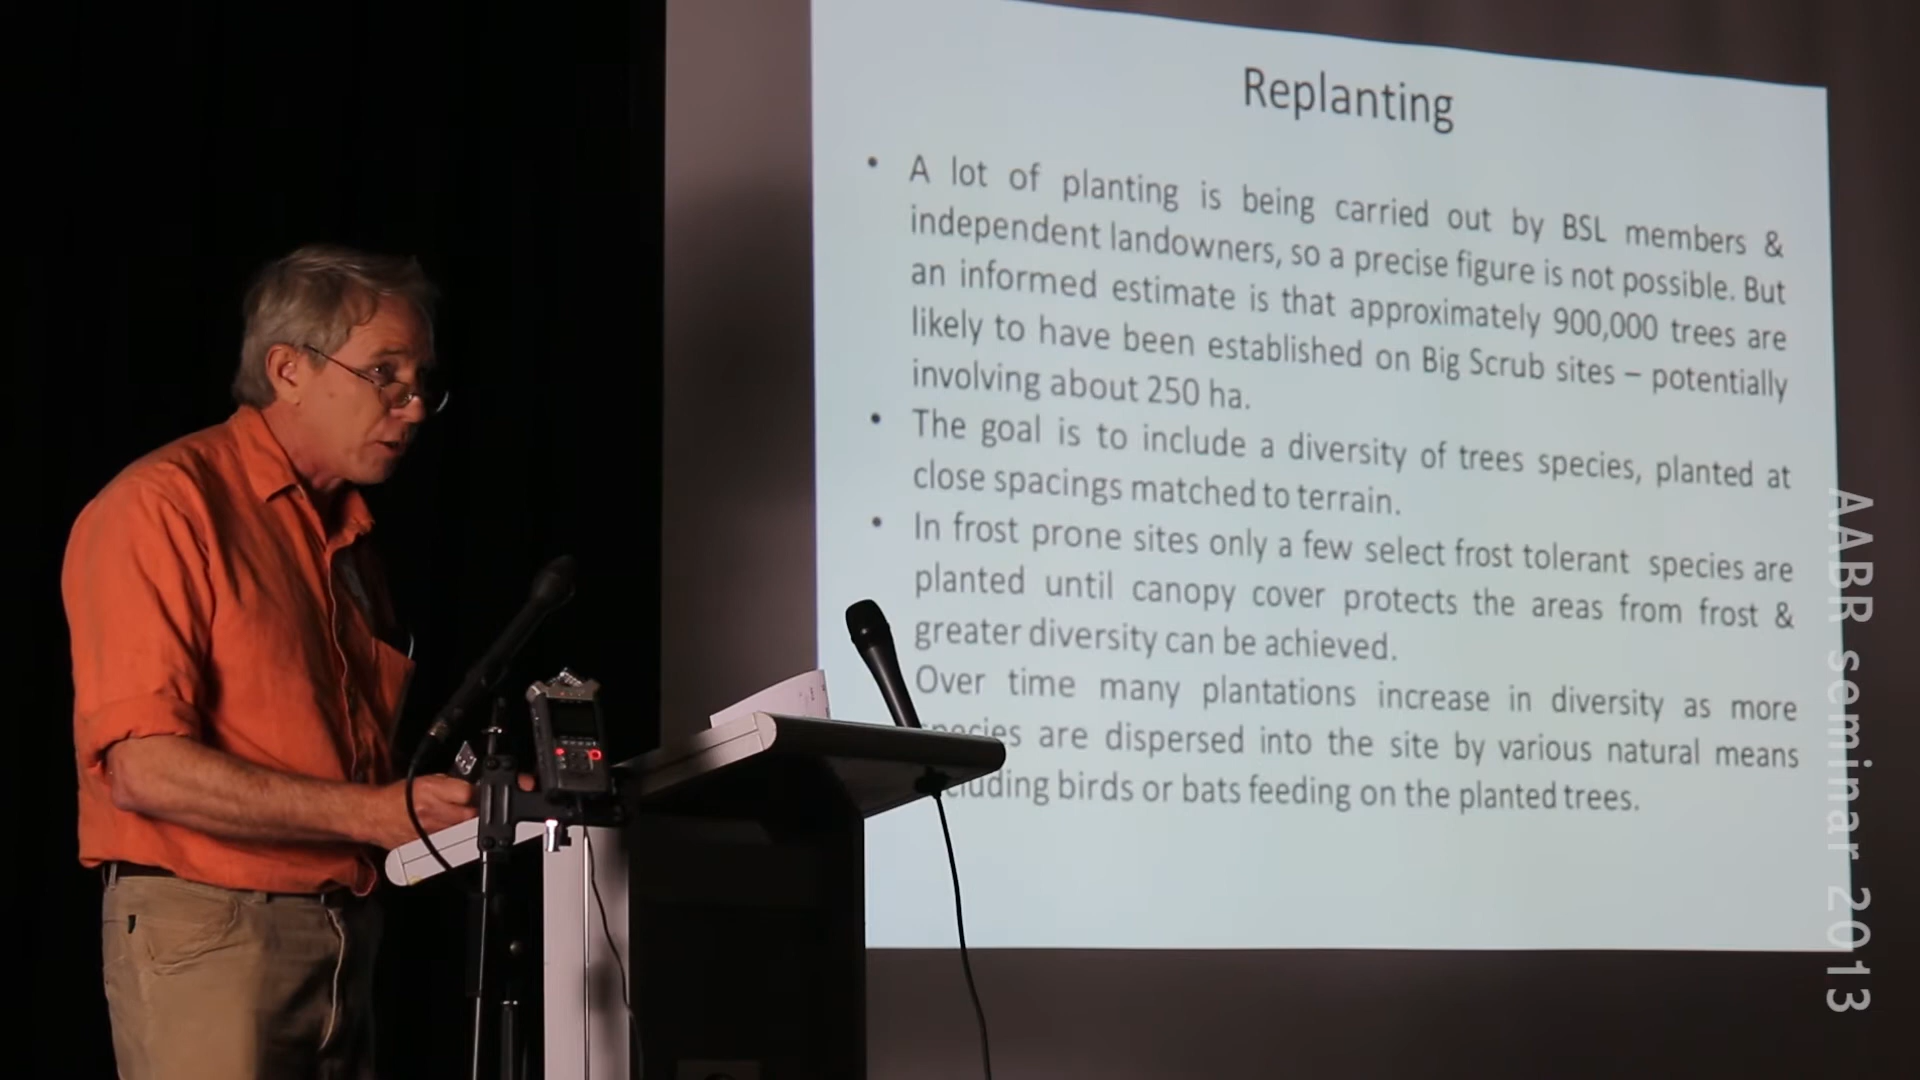 Replanting
• A lot of planting is being carried out by BSL members &
independent landowners, so a precise figure is not possible. But
an informed estimate is that approximately 900,000 trees are
likely to have been established on Big Scrub sites – potentially
involving about 250 ha.
• The goal is to include a diversity of trees species, planted at
close spacings matched to terrain.
• In frost prone sites only a few select frost tolerant species are
planted until canopy cover protects the areas from frost &
greater diversity can be achieved.
Over time many plantations increase in diversity as more
species are dispersed into the site by various natural means
birds or bats feeding on the planted trees.
AABR seminar 2013